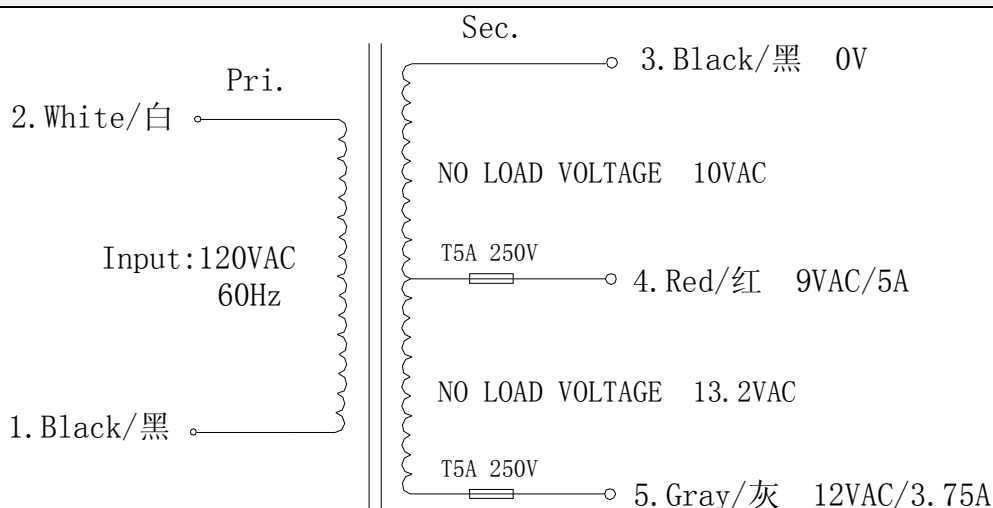 Sec.
3.Black/黑 0V
Pri.
2.White/白
NO LOAD VOLTAGE 10VAC
T5A 250V
Input:120VAC
60Hz
4.Red/红 9VAC/5A
NO LOAD VOLTAGE 13.2VAC
1.Black/黑
T5A 250V
5.Gray/灰 12VAC/3.75A